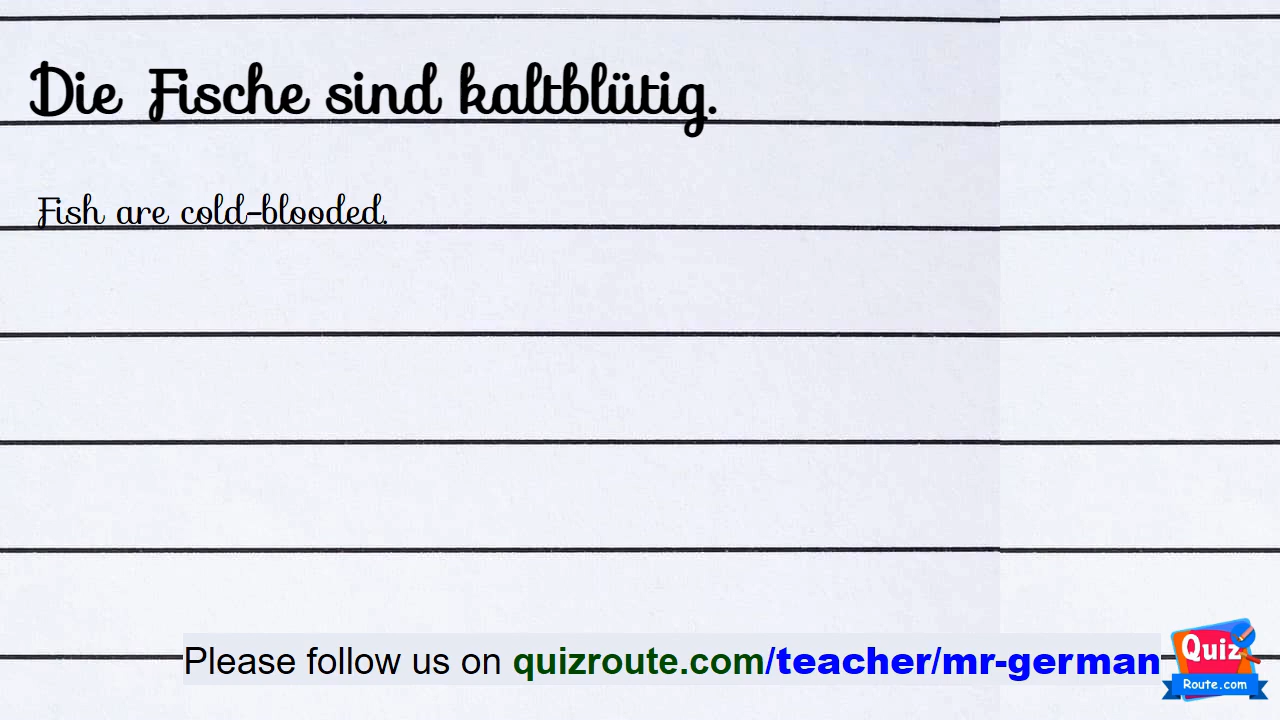 Die Fische sind kaltblütig.
Fish are cold-blooded.
Please follow us on quizroute.com/teacher/mr-german
Quiz
Route.com